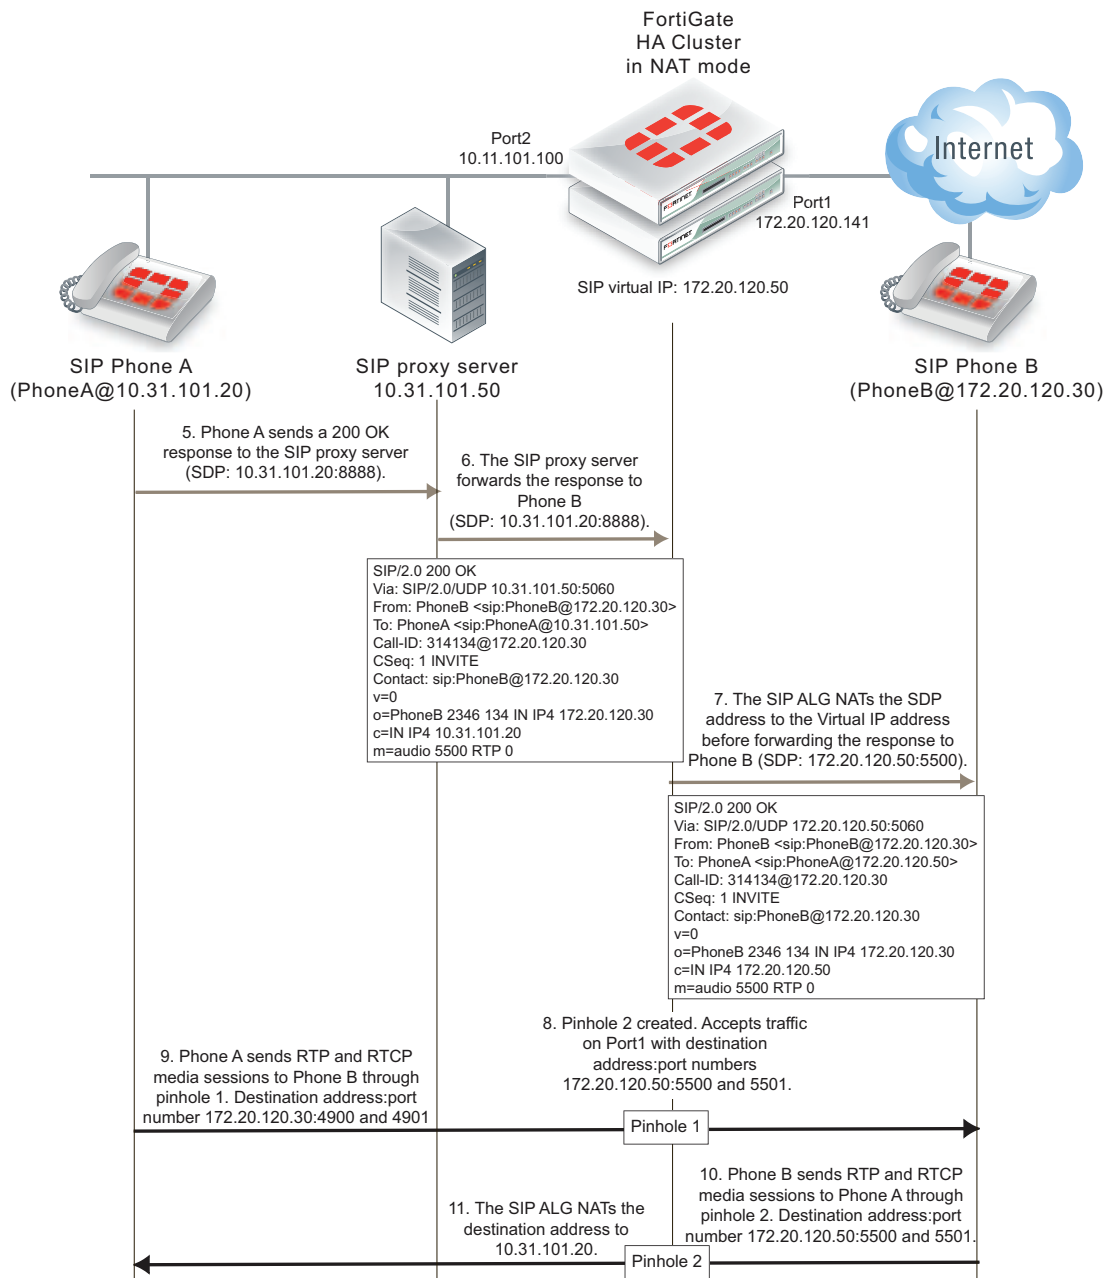 FortiGate
HA Cluster
in NAT mode
Port2
10.11.101.100
Internet
Port1
172.20.120.141
FORTINET
FORTINET
SIP virtual IP: 172.20.120.50
SIP Phone A
(PhoneA@10.31.101.20)
SIP proxy server
10.31.101.50
SIP Phone B
(PhoneB@172.20.120.30)
5. Phone A sends a 200 OK
response to the SIP proxy server
(SDP: 10.31.101.20:8888).
6. The SIP proxy server
forwards the response to
Phone B
(SDP: 10.31.101.20:8888).
SIP/2.0 200 OK
Via: SIP/2.0/UDP 10.31.101.50:5060
From: PhoneB <sip:PhoneB@172.20.120.30>
To: PhoneA <sip:PhoneA@10.31.101.50>
Call-ID: 314134@172.20.120.30
CSeq: 1 INVITE
Contact: sip:PhoneB@172.20.120.30
v=0
o=PhoneB 2346 134 IN IP4 172.20.120.30
c=IN IP4 10.31.101.20
m=audio 5500 RTP 0
7. The SIP ALG NATs the SDP
address to the Virtual IP address
before forwarding the response to
Phone B (SDP: 172.20.120.50:5500).
SIP/2.0 200 OK
Via: SIP/2.0/UDP 172.20.120.50:5060
From: PhoneB <sip:PhoneB@172.20.120.30>
To: PhoneA <sip:PhoneA@172.20.120.50>
Call-ID: 314134@172.20.120.30
CSeq: 1 INVITE
Contact: sip:PhoneB@172.20.120.30
v=0
o=PhoneB 2346 134 IN IP4 172.20.120.30
c=IN IP4 172.20.120.50
m=audio 5500 RTP 0
8. Pinhole 2 created. Accepts traffic
on Port1 with destination
address:port numbers
172.20.120.50:5500 and 5501.
9. Phone A sends RTP and RTCP
media sessions to Phone B through
pinhole 1. Destination address:port
number 172.20.120.30:4900 and 4901
Pinhole 1
10. Phone B sends RTP and RTCP
media sessions to Phone A through
pinhole 2. Destination address:port
number 172.20.120.50:5500 and 5501.
11. The SIP ALG NATs the
destination address to
10.31.101.20.
Pinhole 2